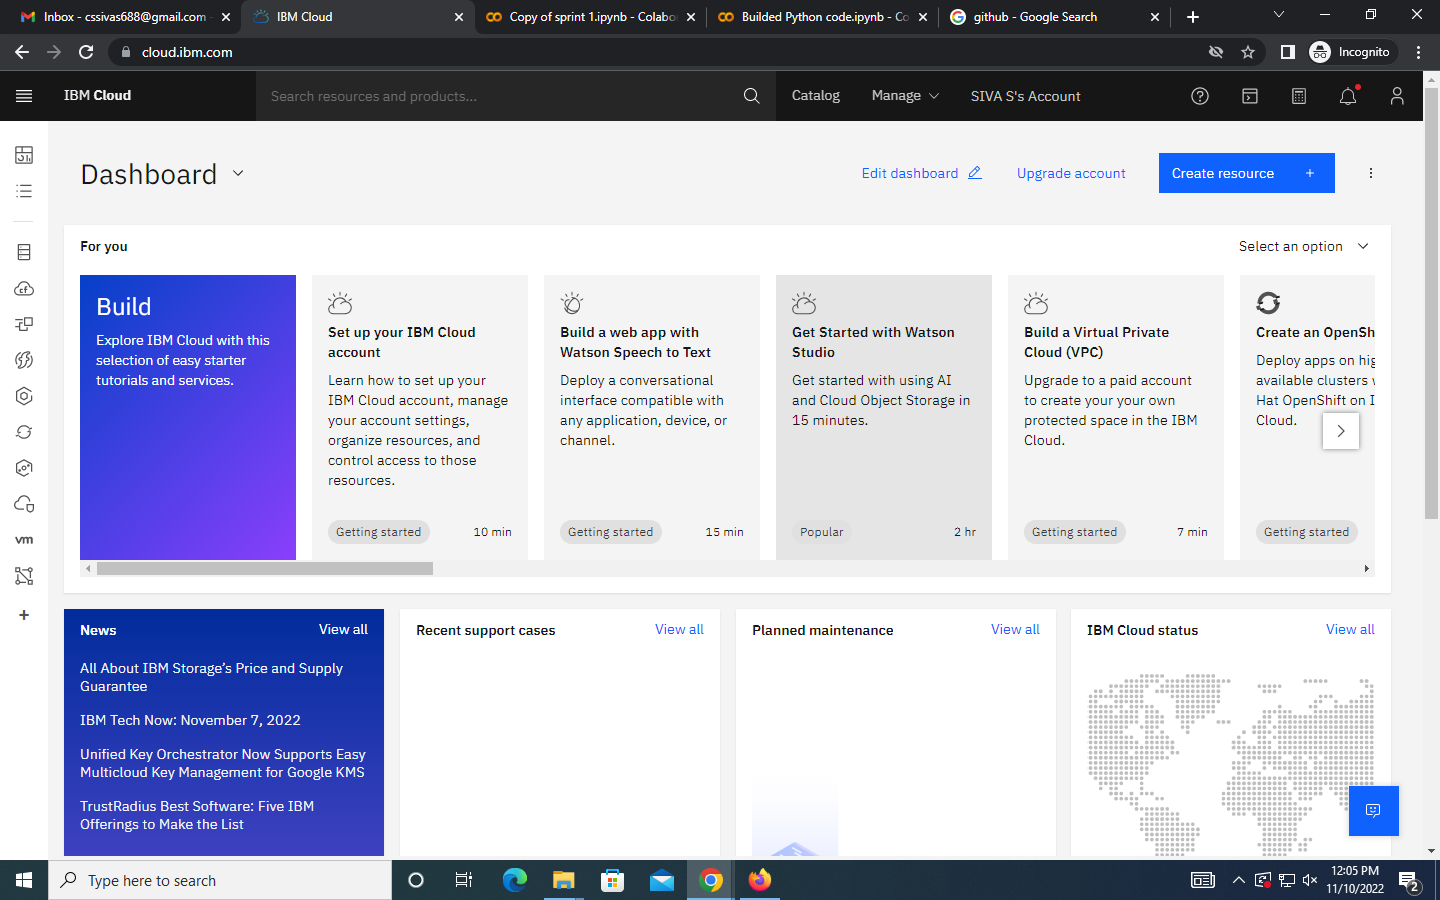 Inbox - cssivas688@gmail.com -
IBM Cloud
Copy of sprint 1.ipynb - Colabo
Builded Python code.ipynb - Co
github - Google Search
cloud.ibm.com
Incognito
IBM Cloud
Search resources and products...
Catalog
Manage
SIVA S's Account
Dashboard
Edit dashboard
Upgrade account
Create resource +
For you
Select an option
Build
Explore IBM Cloud with this
selection of easy starter
tutorials and services.
Set up your IBM Cloud
account
Learn how to set up your
IBM Cloud account, manage
your account settings,
organize resources, and
control access to those
resources.
Getting started
10 min
Build a web app with
Watson Speech to Text
Deploy a conversational
interface compatible with
any application, device, or
channel.
Getting started
15 min
Get Started with Watson
Studio
Get started with using AI
and Cloud Object Storage in
15 minutes.
Popular
2 hr
Build a Virtual Private
Cloud (VPC)
Upgrade to a paid account
to create your your own
protected space in the IBM
Cloud.
Getting started
7 min
Create an OpenSh
Deploy apps on hig
available clusters
Hat OpenShift on I
Cloud.
Getting started
cf
vm
News
View all
All About IBM Storage's Price and Supply
Guarantee
IBM Tech Now: November 7, 2022
Unified Key Orchestrator Now Supports Easy
Multicloud Key Management for Google KMS
TrustRadius Best Software: Five IBM
Offerings to Make the List
Recent support cases
View all
Planned maintenance
View all
IBM Cloud status
View all
Type here to search
12:05 PM
11/10/2022
2